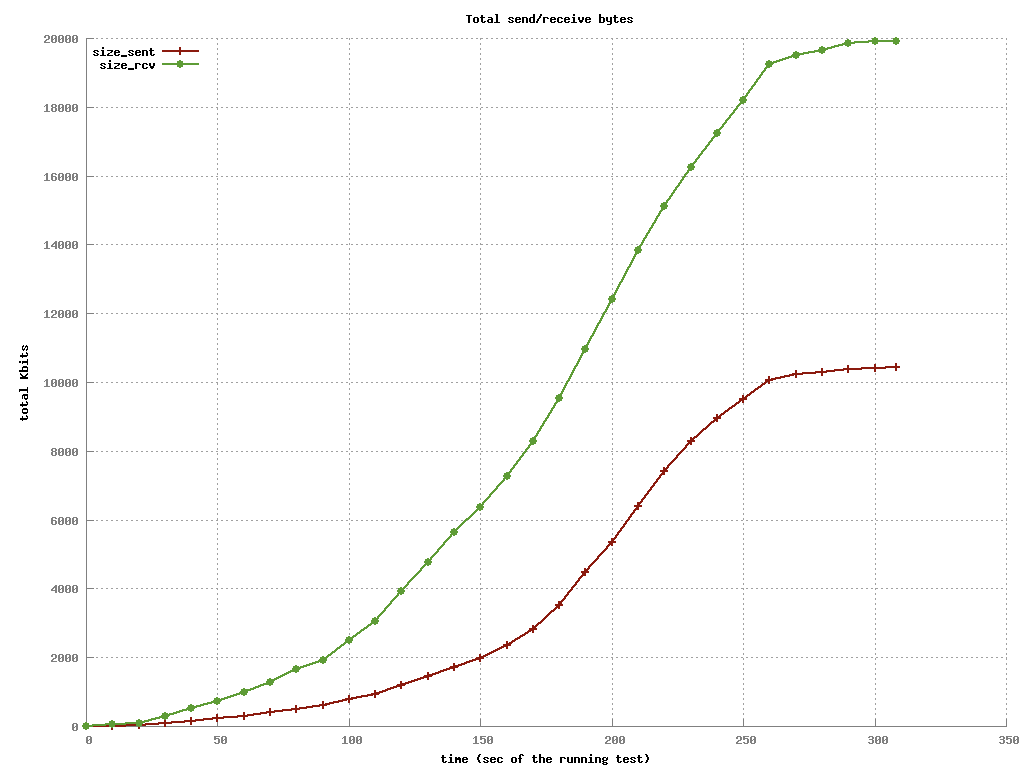 Total send/receive bytes
size_sent
size_rcv
20000
18000
16000
14000
12000
10000
8000
6000
4000
2000
0
total Kbits
0 50 100 150 200 250 300 350
time (sec of the running test)